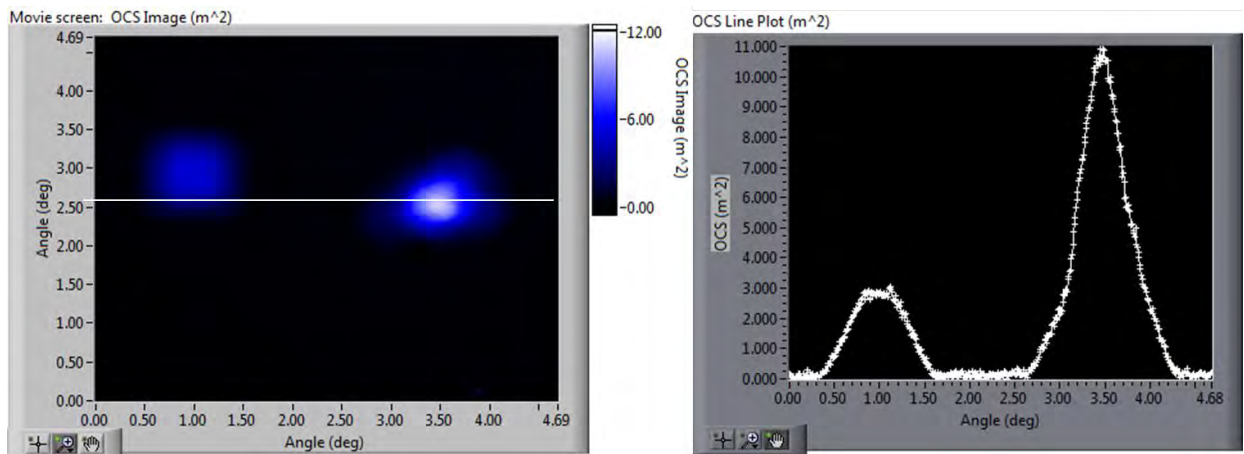 Movie screen: OCS Image (m^2)
4.69
4.00
3.50
3.00
2.50
2.00
1.50
1.00
0.50
0.00
Angle (deg)
0.00 0.50 1.00 1.50 2.00 2.50 3.00 3.50 4.00 4.69
Angle (deg)
12.00
6.00
0.00
OCS Image (m^2)
OCS Line Plot (m^2)
11.000
10.000
9.000
8.000
7.000
6.000
5.000
4.000
3.000
2.000
1.000
0.000
OCS (m^2)
0.00 0.50 1.00 1.50 2.00 2.50 3.00 3.50 4.00 4.68
Angle (deg)